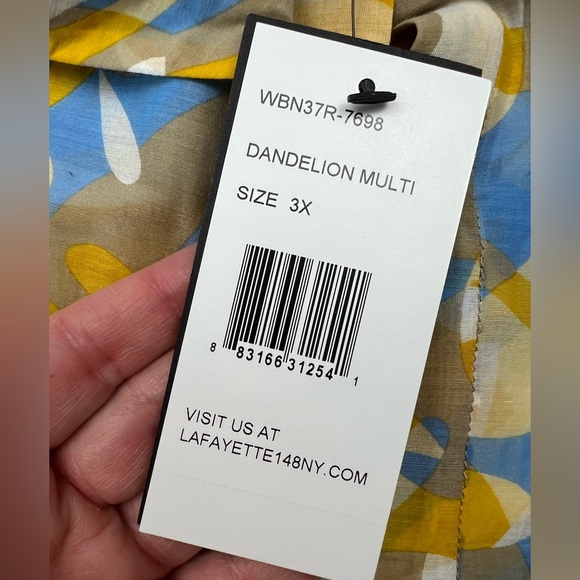 WBN37R-7698
DANDELION MULTI
SIZE 3X
8 83166 31254 1
VISIT US AT
LAFAYETTE148NY.COM